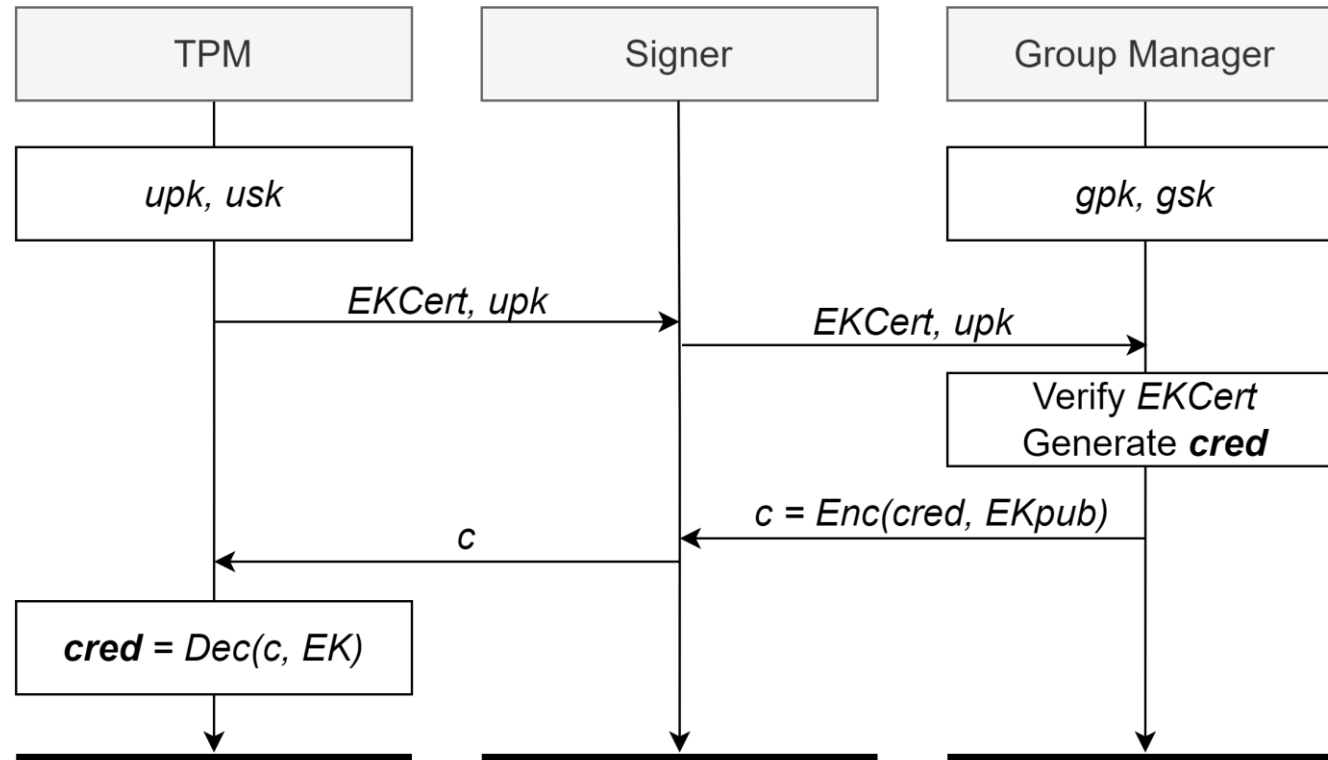 TPM
Signer
Group Manager
upk, usk
gpk, gsk
EKCert, upk
EKCert, upk
Verify EKCert
Generate cred
c = Enc(cred, EKpub)
c
cred = Dec(c, EK)